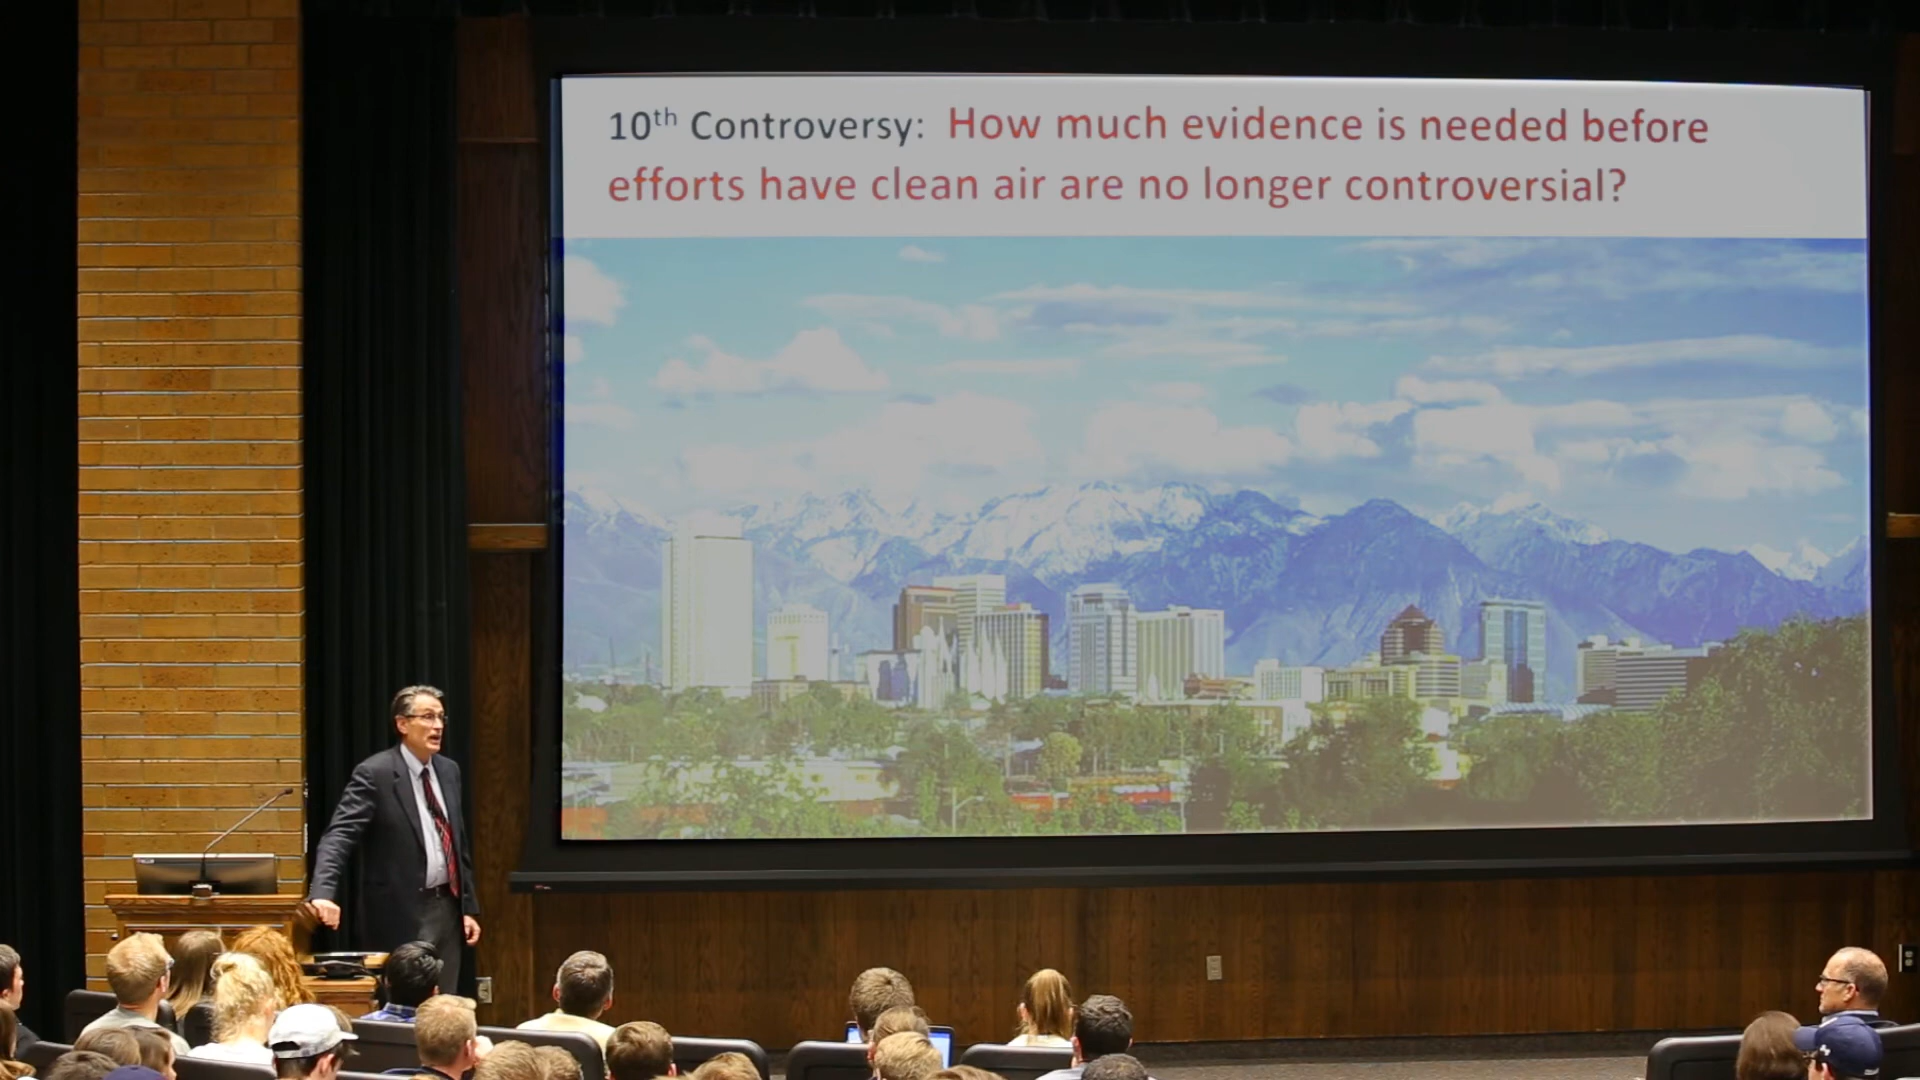 10th Controversy: How much evidence is needed before
efforts have clean air are no longer controversial?